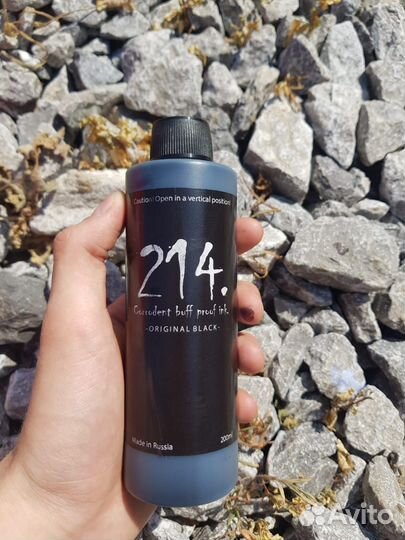 Caution! Open in a vertical position!
214.
Corrodent buff proof ink.
-ORIGINAL BLACK-
Made in Russia
200ml
Avito